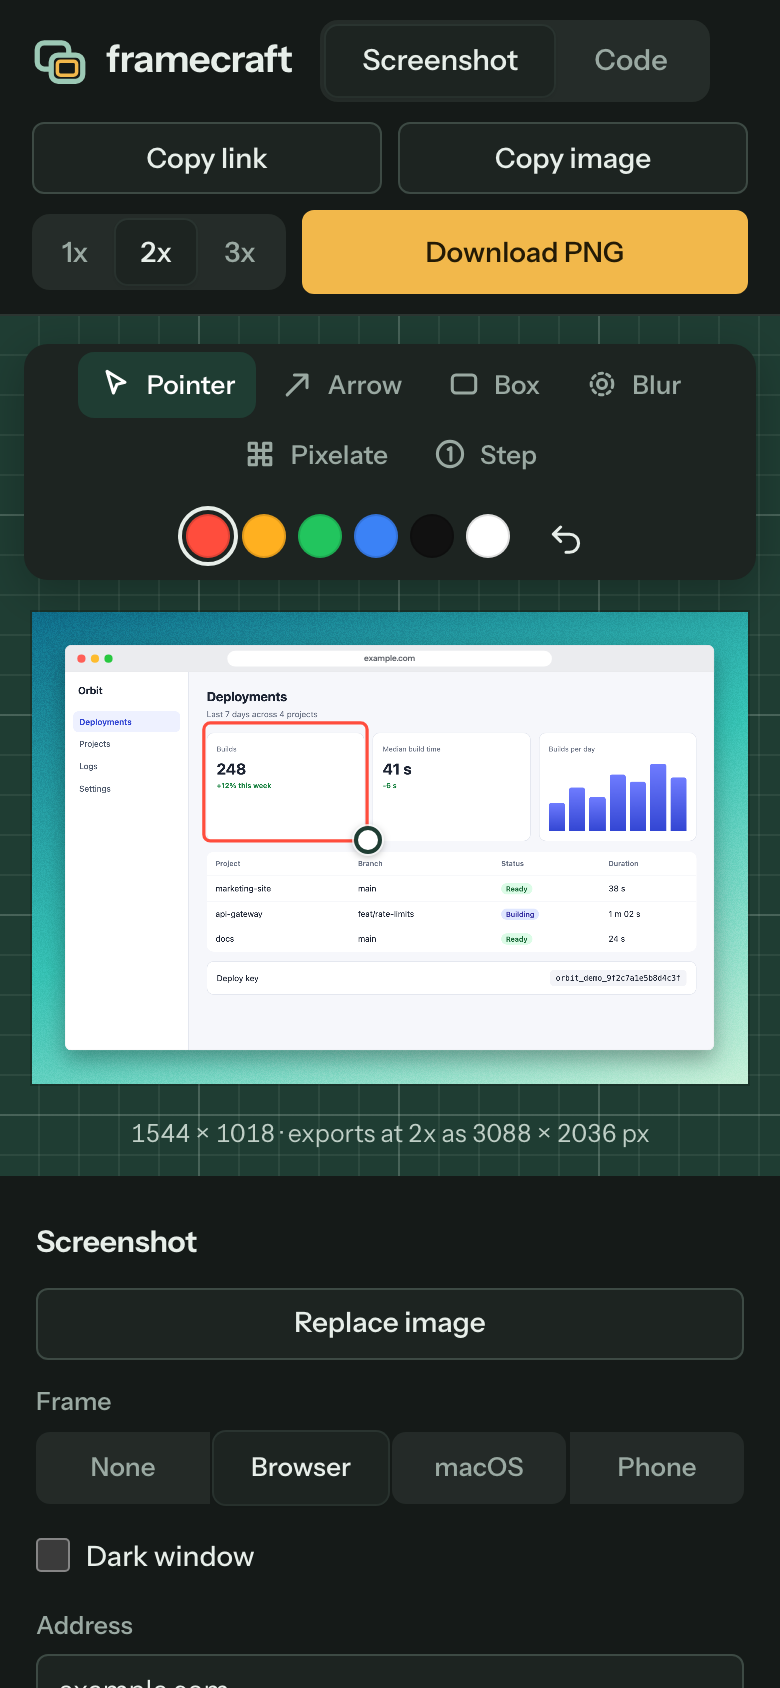 framecraft
Screenshot
Code
Copy link
Copy image
1x
2x
3x
Download PNG
Pointer
Arrow
Box
Blur
Pixelate
1 Step
example.com
Orbit
Deployments
Projects
Logs
Settings
Deployments
Last 7 days across 4 projects
Builds
248
+12% this week
Median build time
41 s
-6 s
Builds per day
Project Branch Status Duration
marketing-site main Ready 38 s
api-gateway feat/rate-limits Building 1 m 02 s
docs main Ready 24 s
Deploy key orbit_demo_9f2c7a1e5b8d4c3f
1544 × 1018 · exports at 2x as 3088 × 2036 px
Screenshot
Replace image
Frame
None
Browser
macOS
Phone
Dark window
Address
example.com